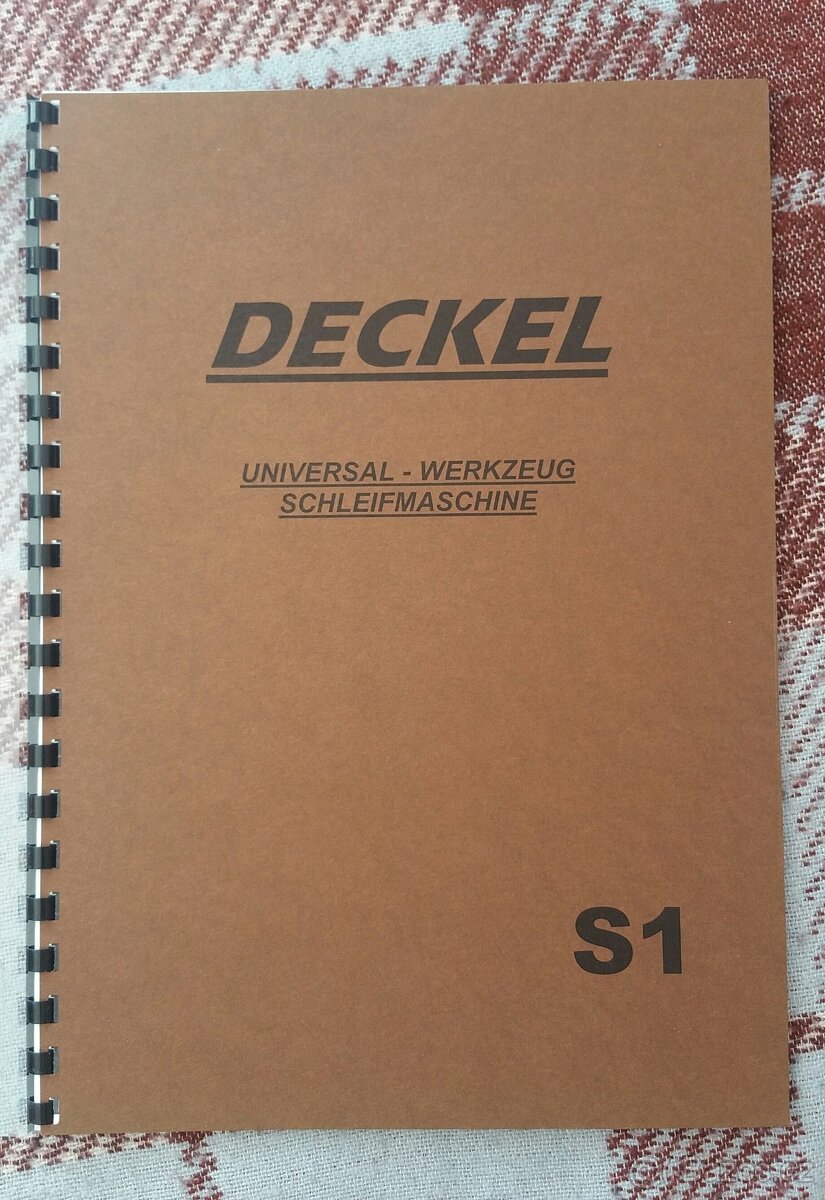 DECKEL
UNIVERSAL - WERKZEUG
SCHLEIFMASCHINE
S1